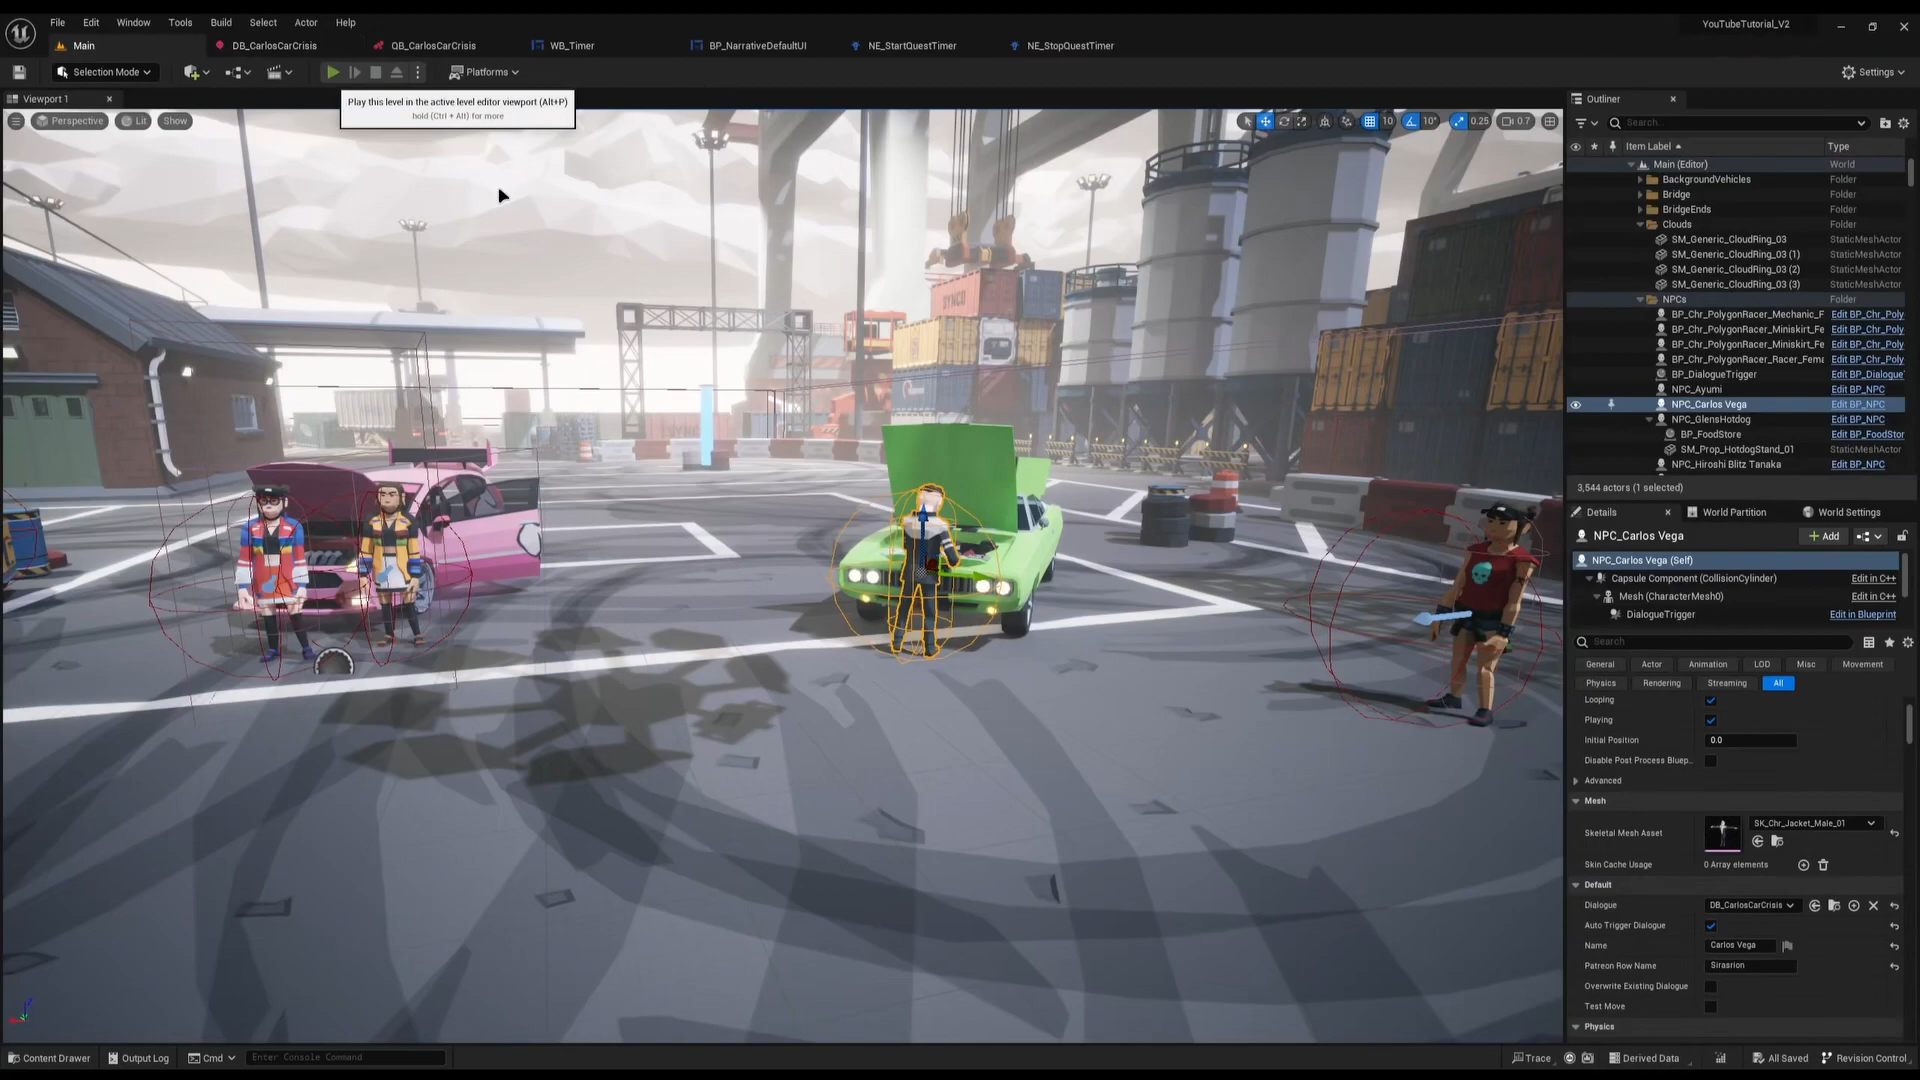 File Edit Window Tools Build Select Actor Help
YouTubeTutorial_V2
Main
DB_CarlosCarCrisis
QB_CarlosCarCrisis
WB_Timer
BP_NarrativeDefaultUI
NE_StartQuestTimer
NE_StopQuestTimer
Selection Mode
Platforms
Settings
Viewport 1
Play this level in the active level editor viewport (Alt+P)
hold (Ctrl + Alt) for more
Perspective
Lit
Show
10
10°
0.25
0.7
SYNCO
Outliner
Search...
Item Label
Type
Main (Editor) World
BackgroundVehicles Folder
Bridge Folder
BridgeEnds Folder
Clouds Folder
SM_Generic_CloudRing_03 StaticMeshActor
SM_Generic_CloudRing_03 (1) StaticMeshActor
SM_Generic_CloudRing_03 (2) StaticMeshActor
SM_Generic_CloudRing_03 (3) StaticMeshActor
NPCs Folder
BP_Chr_PolygonRacer_Mechanic_F Edit BP_Chr_Poly
BP_Chr_PolygonRacer_Miniskirt_Fe Edit BP_Chr_Poly
BP_Chr_PolygonRacer_Miniskirt_Fe Edit BP_Chr_Poly
BP_Chr_PolygonRacer_Racer_Fema Edit BP_Chr_Poly
BP_DialogueTrigger Edit BP_Dialogue
NPC_Ayumi Edit BP_NPC
NPC_Carlos Vega Edit BP_NPC
NPC_GlensHotdog Edit BP_NPC
BP_FoodStore Edit BP_FoodStor
SM_Prop_HotdogStand_01 StaticMeshActor
NPC_Hiroshi Blitz Tanaka Edit BP_NPC
3,544 actors (1 selected)
Details
World Partition
World Settings
NPC_Carlos Vega
Add
NPC_Carlos Vega (Self)
Capsule Component (CollisionCylinder) Edit in C++
Mesh (CharacterMesh0) Edit in C++
DialogueTrigger Edit in Blueprint
Search
General Actor Animation LOD Misc Movement
Physics Rendering Streaming All
Looping
Playing
Initial Position 0.0
Disable Post Process Bluep...
Advanced
Mesh
Skeletal Mesh Asset
SK_Chr_Jacket_Male_01
Skin Cache Usage 0 Array elements
Default
Dialogue DB_CarlosCarCrisis
Auto Trigger Dialogue
Name Carlos Vega
Patreon Row Name Sirasrion
Overwrite Existing Dialogue
Test Move
Physics
Content Drawer
Output Log
Cmd
Enter Console Command
Trace
Derived Data
All Saved
Revision Control